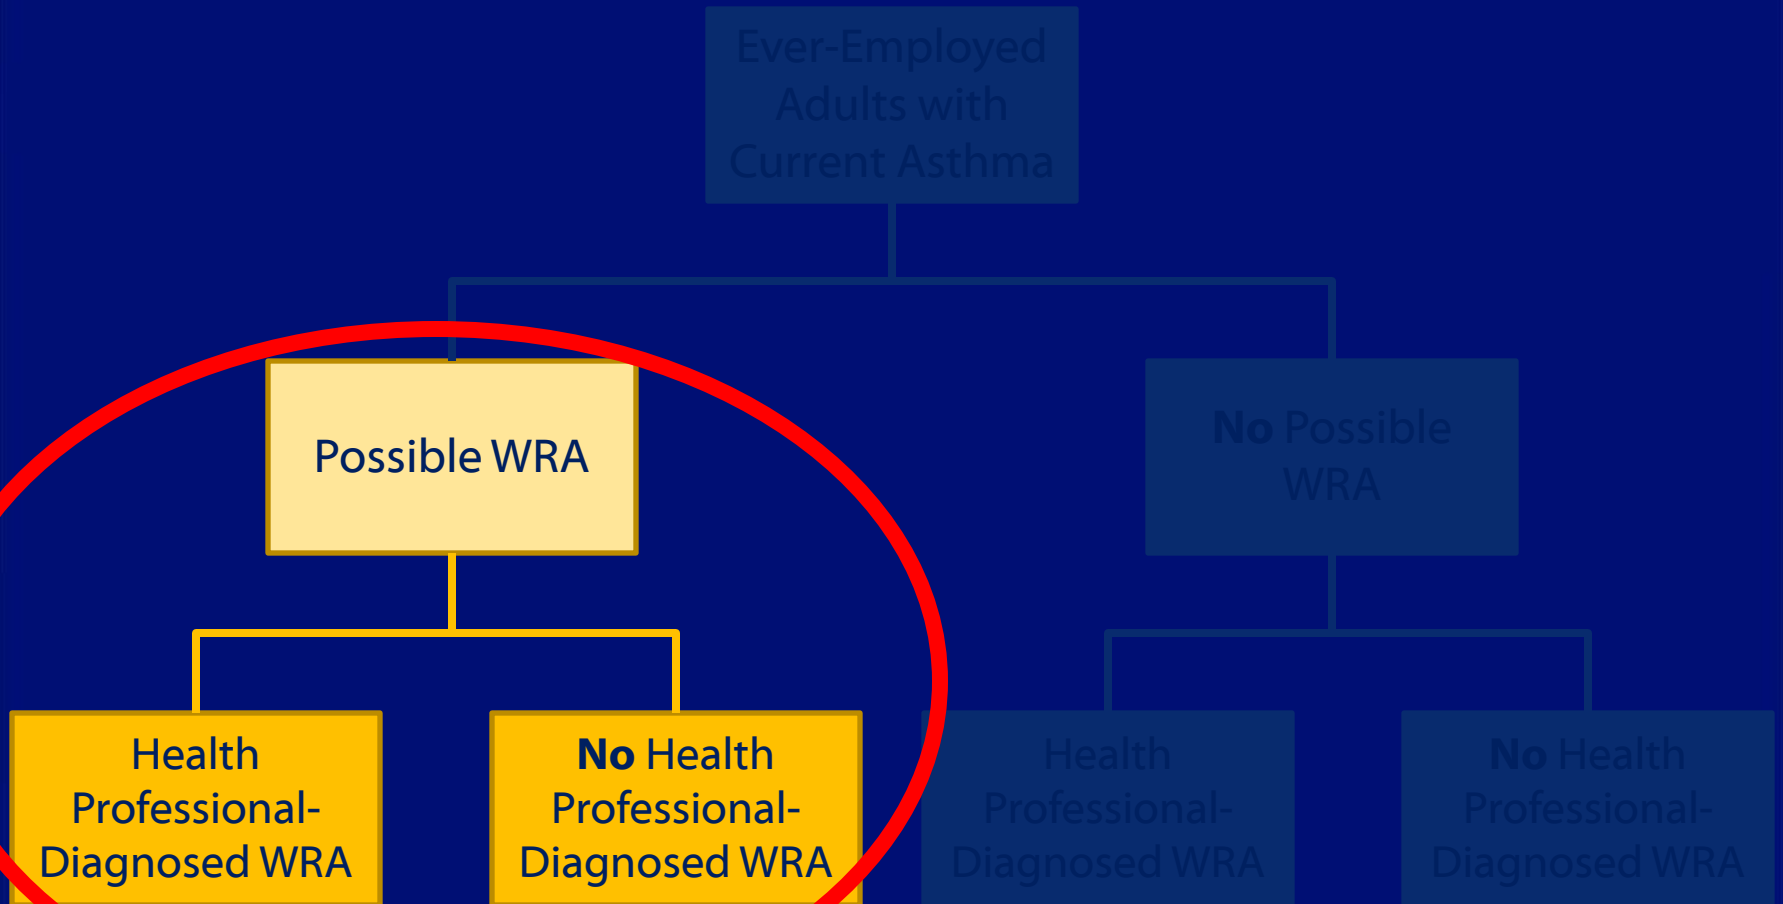 Ever-Employed
Adults with
Current Asthma
Possible WRA
No Possible
WRA
Health
Professional-
Diagnosed WRA
No Health
Professional-
Diagnosed WRA
Health
Professional-
Diagnosed WRA
No Health
Professional-
Diagnosed WRA